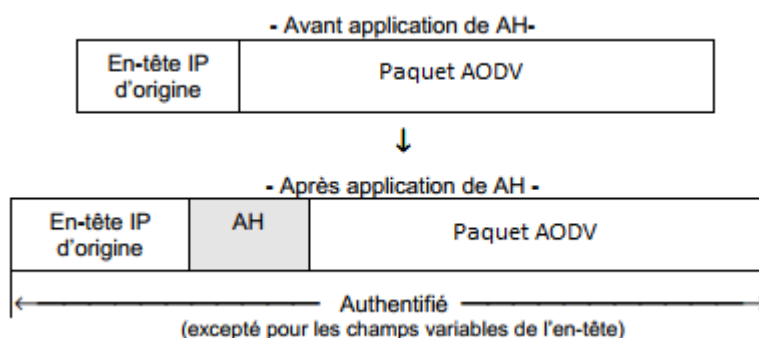 - Avant application de AH-
En-tête IP
d'origine
Paquet AODV
↓
- Après application de AH -
En-tête IP
d'origine
AH
Paquet AODV
Authentifié
(excepté pour les champs variables de l'en-tête)